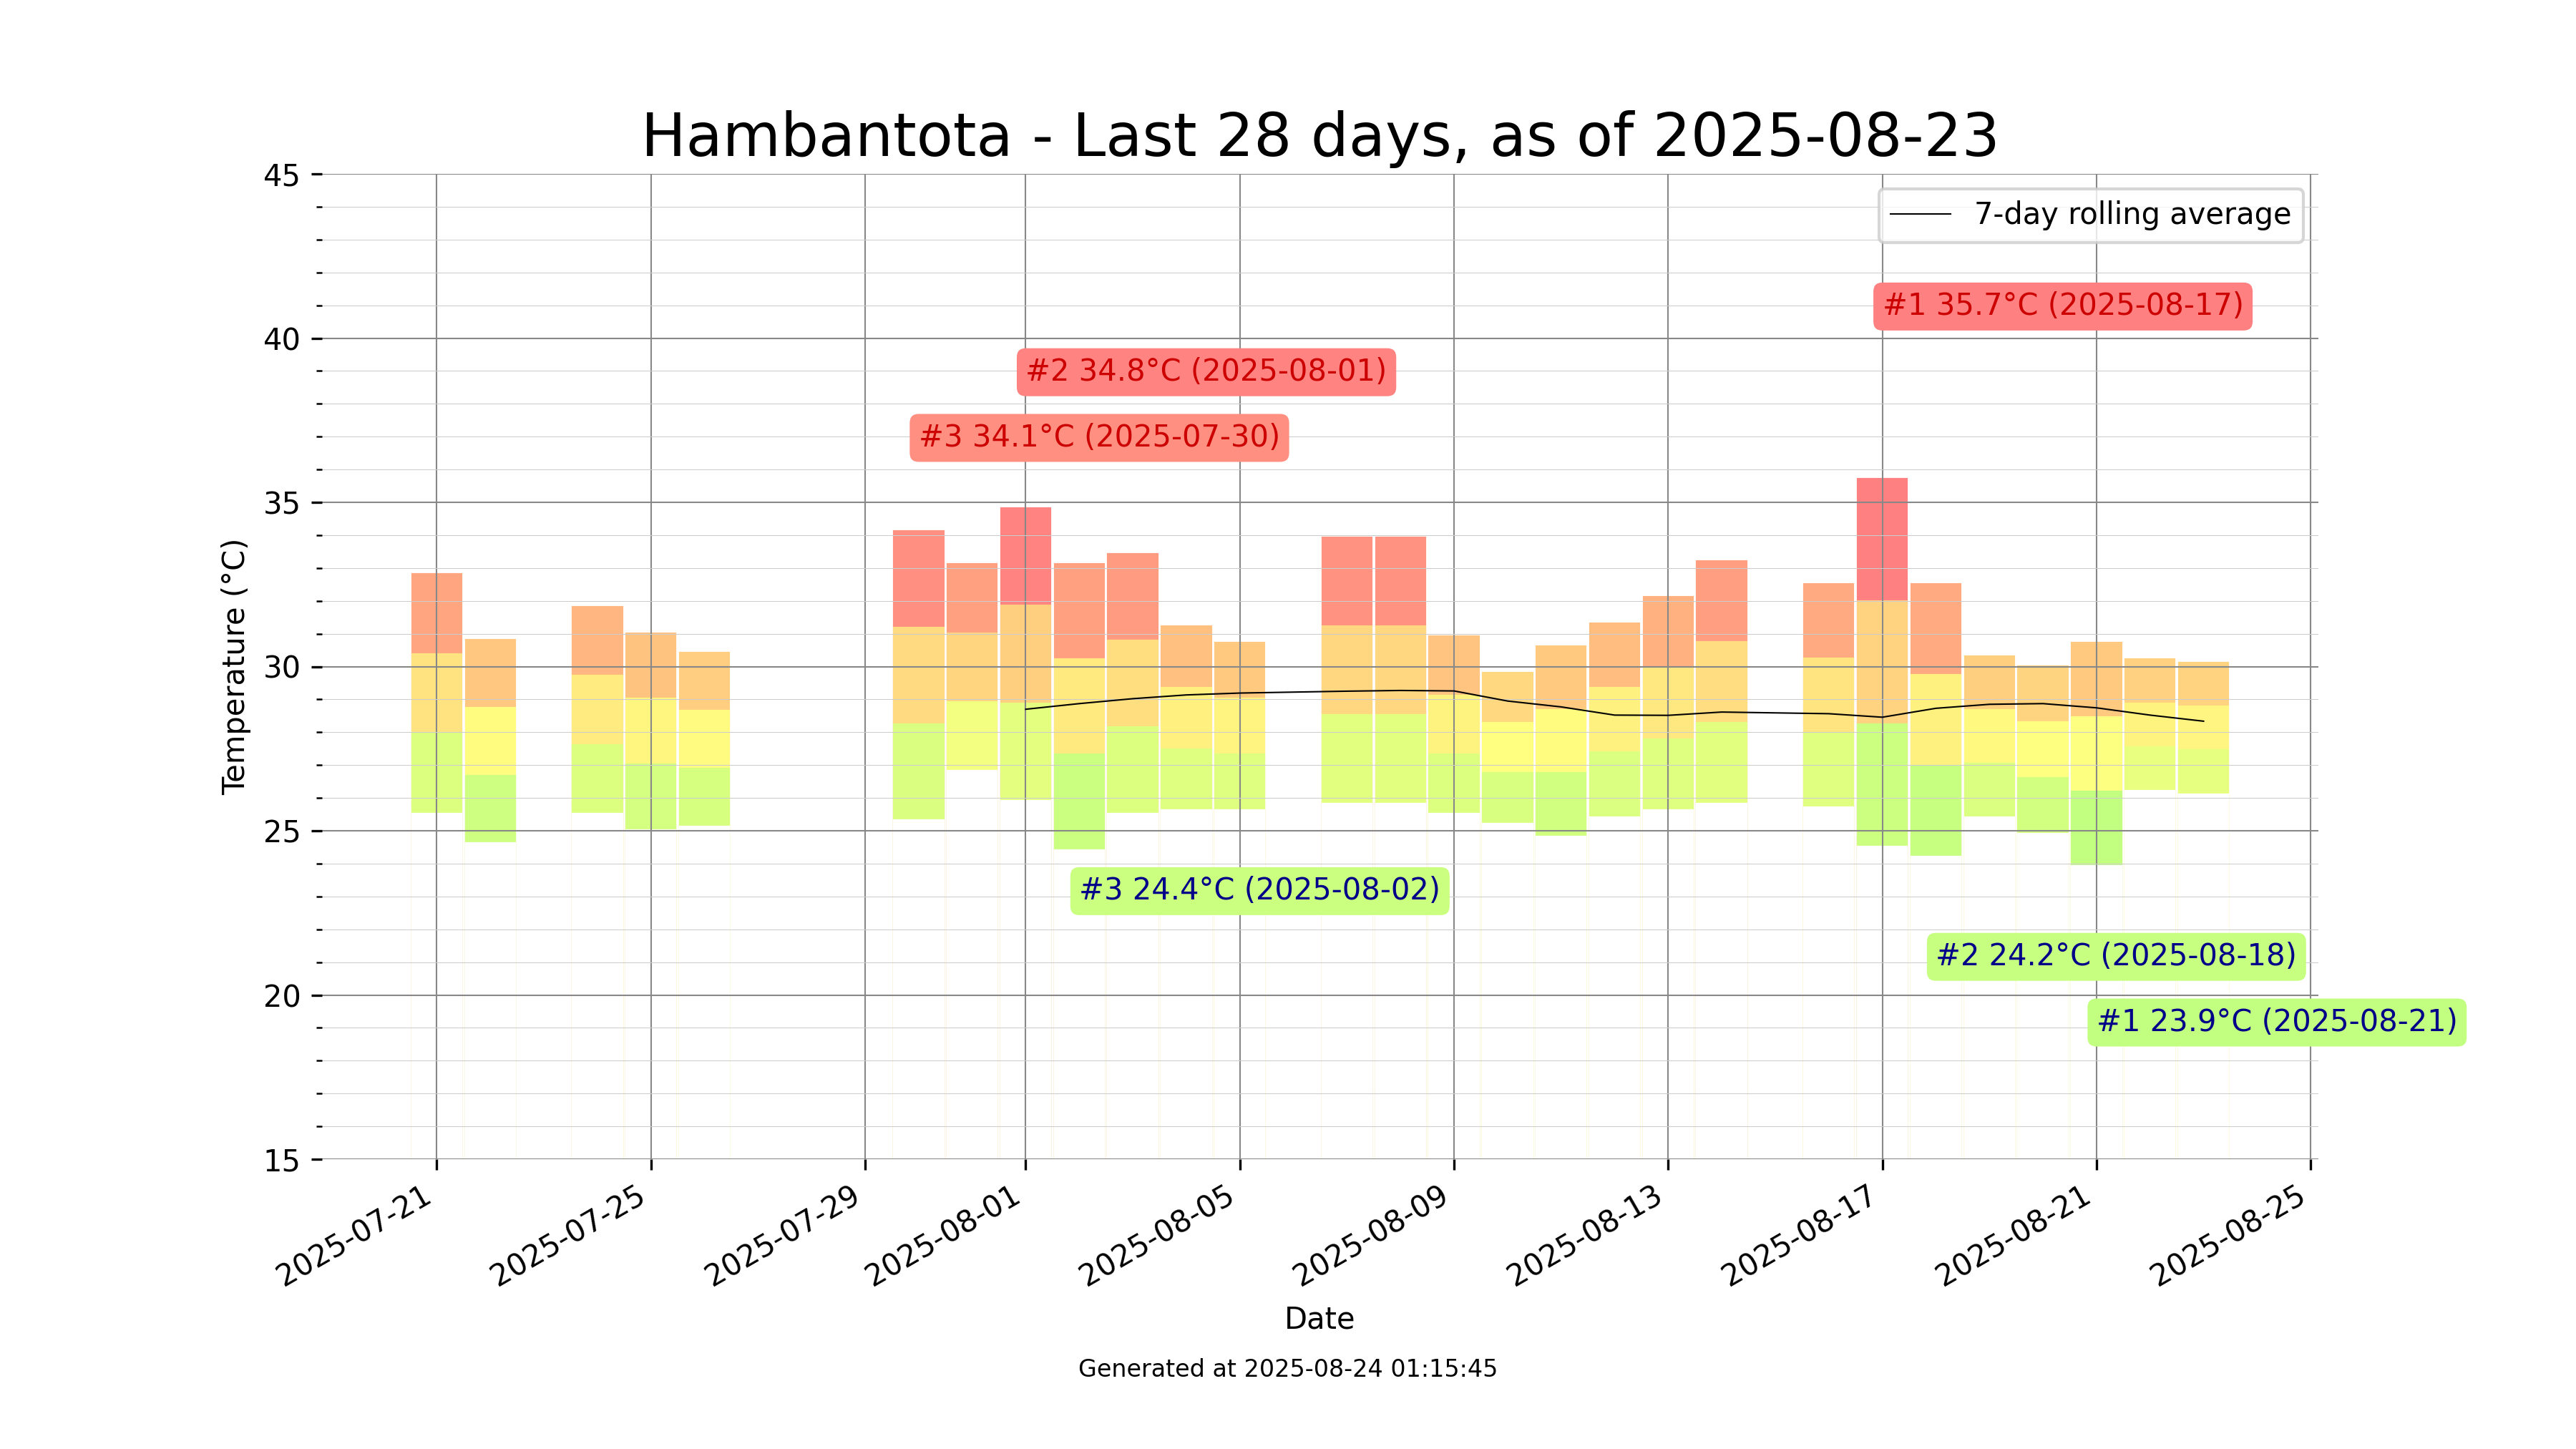 Hambantota - Last 28 days, as of 2025-08-23
45
40
35
30
25
20
15
Temperature (°C)
7-day rolling average
#1 35.7°C (2025-08-17)
#2 34.8°C (2025-08-01)
#3 34.1°C (2025-07-30)
#3 24.4°C (2025-08-02)
#2 24.2°C (2025-08-18)
#1 23.9°C (2025-08-21)
2025-07-21
2025-07-25
2025-07-29
2025-08-01
2025-08-05
2025-08-09
2025-08-13
2025-08-17
2025-08-21
2025-08-25
Date
Generated at 2025-08-24 01:15:45